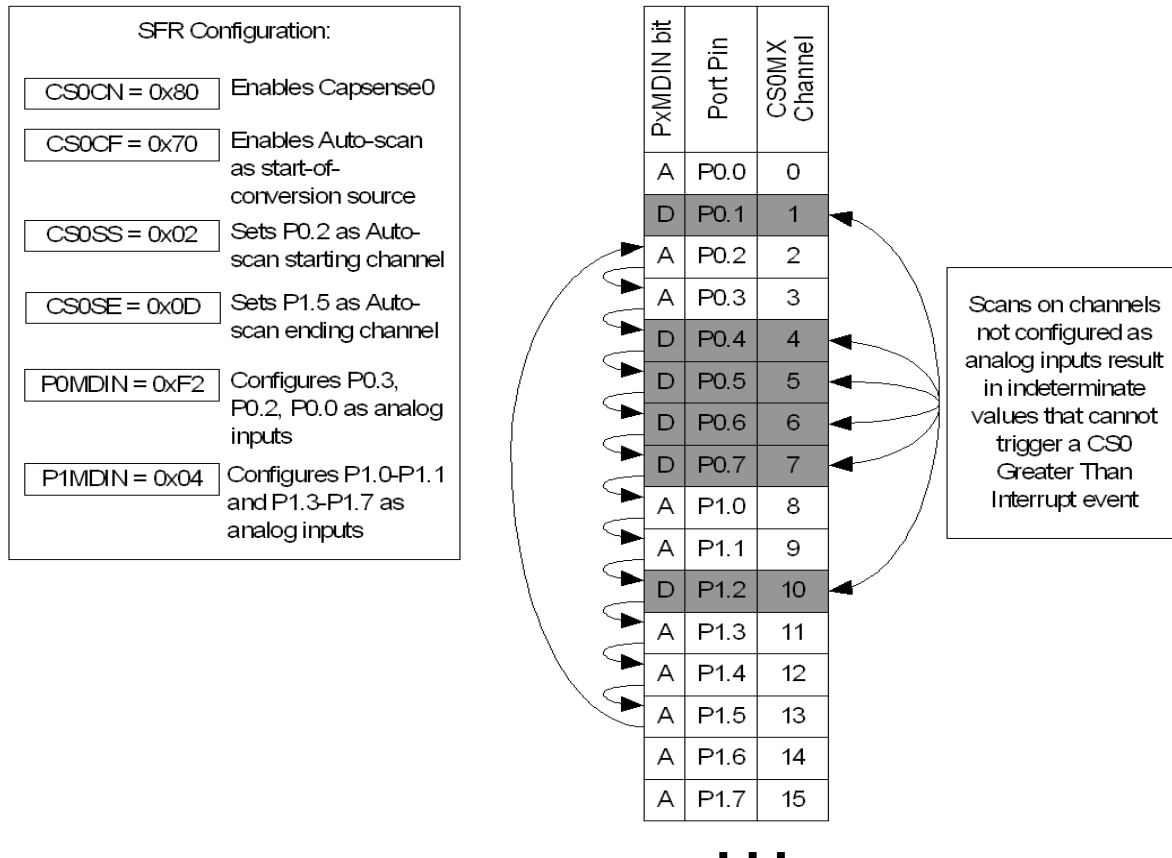 SFR Configuration:
CS0CN = 0x80
Enables Capsense0
CS0CF = 0x70
Enables Auto-scan
as start-of-
conversion source
CS0SS = 0x02
Sets P0.2 as Auto-
scan starting channel
CS0SE = 0x0D
Sets P1.5 as Auto-
scan ending channel
P0MDIN = 0xF2
Configures P0.3,
P0.2, P0.0 as analog
inputs
P1MDIN = 0x04
Configures P1.0-P1.1
and P1.3-P1.7 as
analog inputs
PxMDIN bit
Port Pin
CS0MX
Channel
A P0.0 0
D P0.1 1
A P0.2 2
A P0.3 3
D P0.4 4
D P0.5 5
D P0.6 6
D P0.7 7
A P1.0 8
A P1.1 9
D P1.2 10
A P1.3 11
A P1.4 12
A P1.5 13
A P1.6 14
A P1.7 15
Scans on channels
not configured as
analog inputs result
in indeterminate
values that cannot
trigger a CS0
Greater Than
Interrupt event